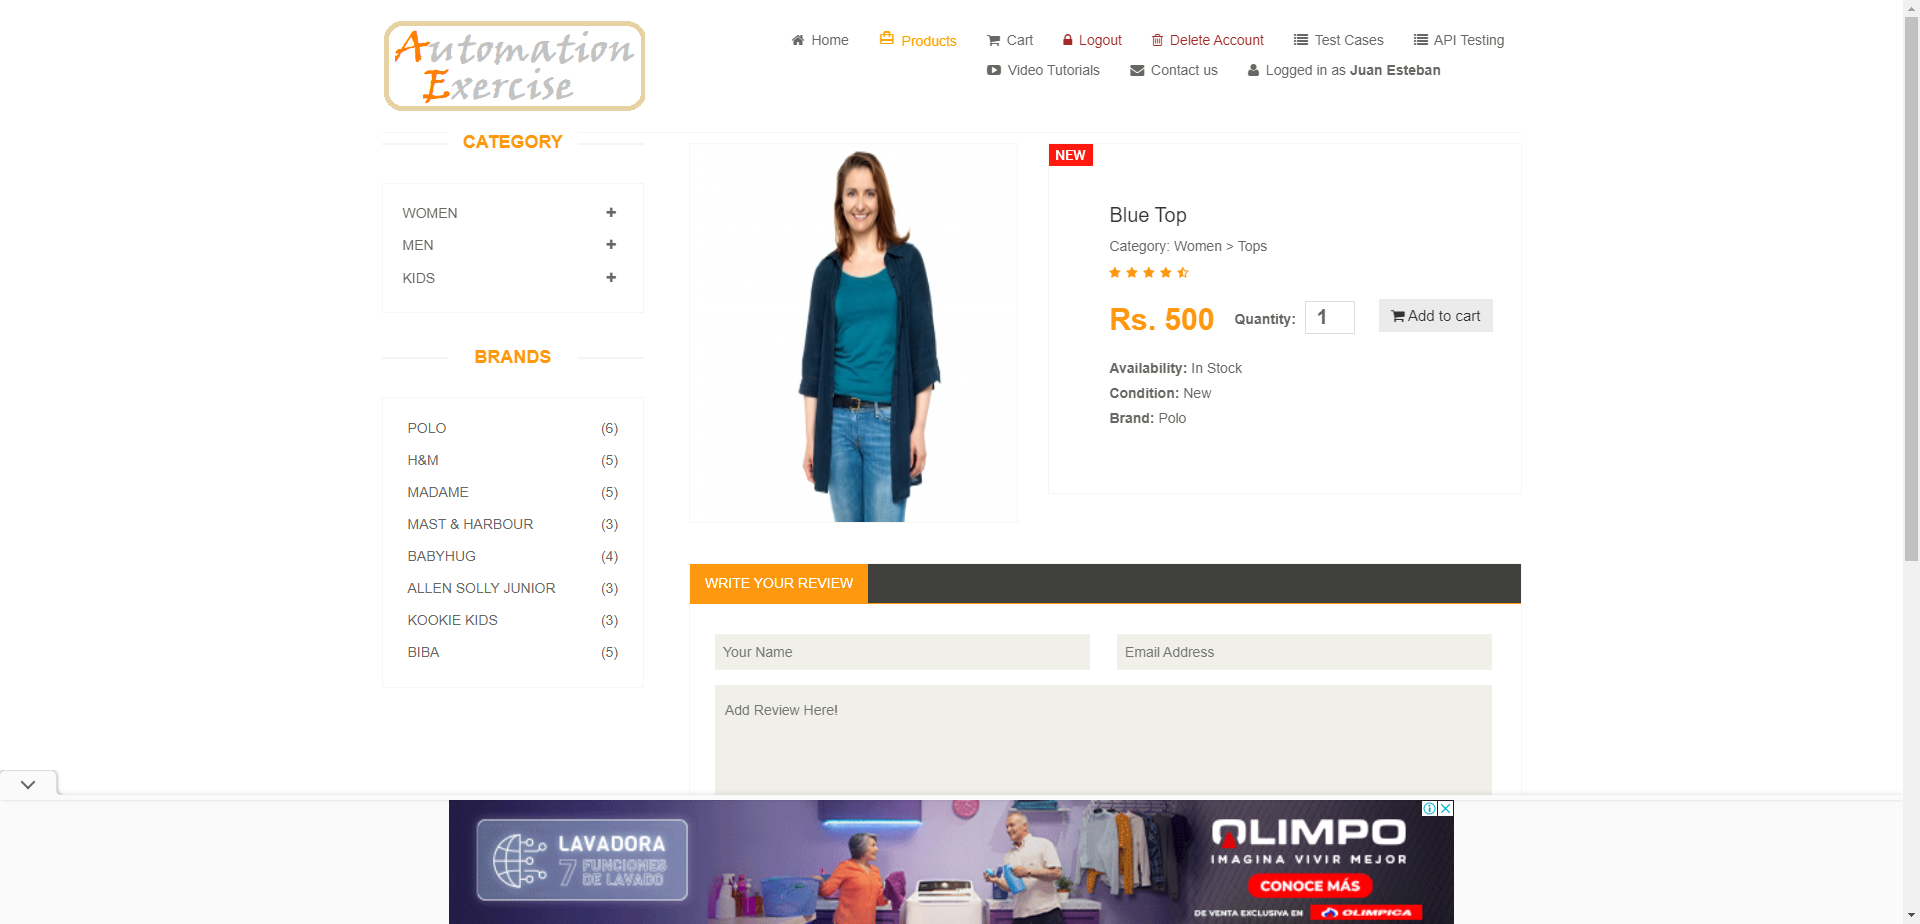 Automation
Exercise
Home
Products
Cart
Logout
Delete Account
Test Cases
API Testing
Video Tutorials
Contact us
Logged in as Juan Esteban
CATEGORY
WOMEN
MEN
KIDS
BRANDS
POLO (6)
H&M (5)
MADAME (5)
MAST & HARBOUR (3)
BABYHUG (4)
ALLEN SOLLY JUNIOR (3)
KOOKIE KIDS (3)
BIBA (5)
NEW
Blue Top
Category: Women > Tops
Rs. 500 Quantity: 1 Add to cart
Availability: In Stock
Condition: New
Brand: Polo
WRITE YOUR REVIEW
Your Name
Email Address
Add Review Here!
LAVADORA
7 FUNCIONES
DE LAVADO
OLIMPO
IMAGINA VIVIR MEJOR
CONOCE MÁS
DE VENTA EXCLUSIVA EN OLIMPICA